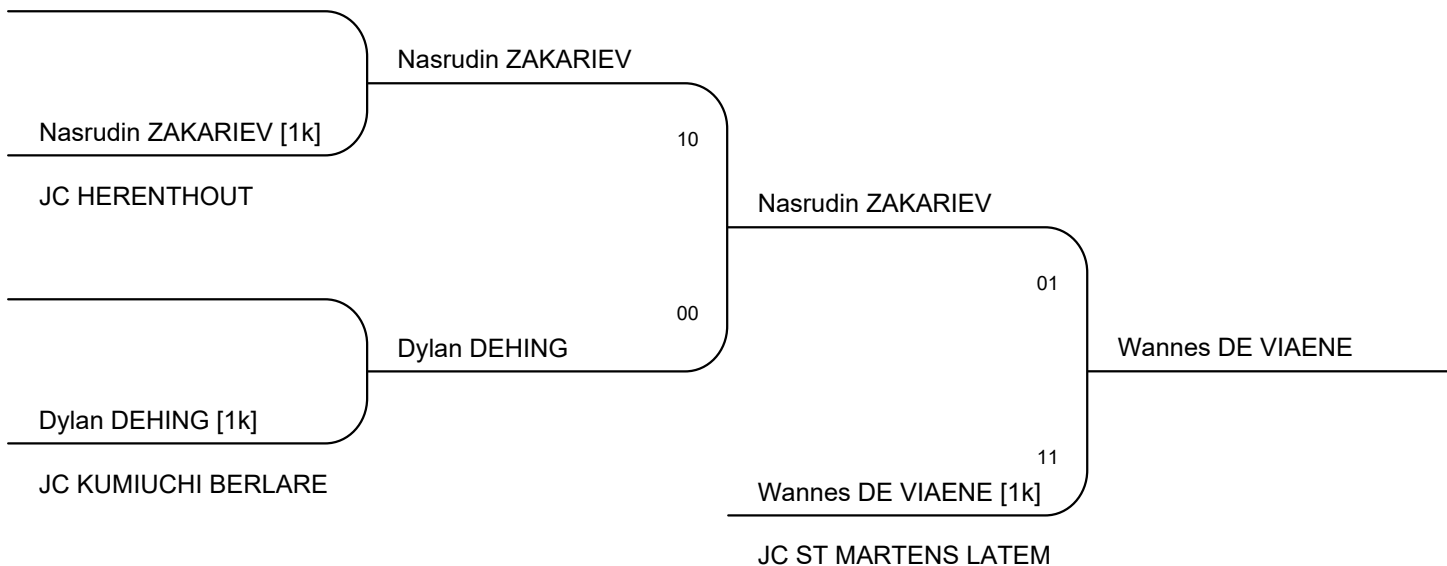 Nasrudin ZAKARIEV
10
Nasrudin ZAKARIEV [1k]
JC HERENTHOUT
Nasrudin ZAKARIEV
01
00
Dylan DEHING
Wannes DE VIAENE
Dylan DEHING [1k]
JC KUMIUCHI BERLARE
11
Wannes DE VIAENE [1k]
JC ST MARTENS LATEM